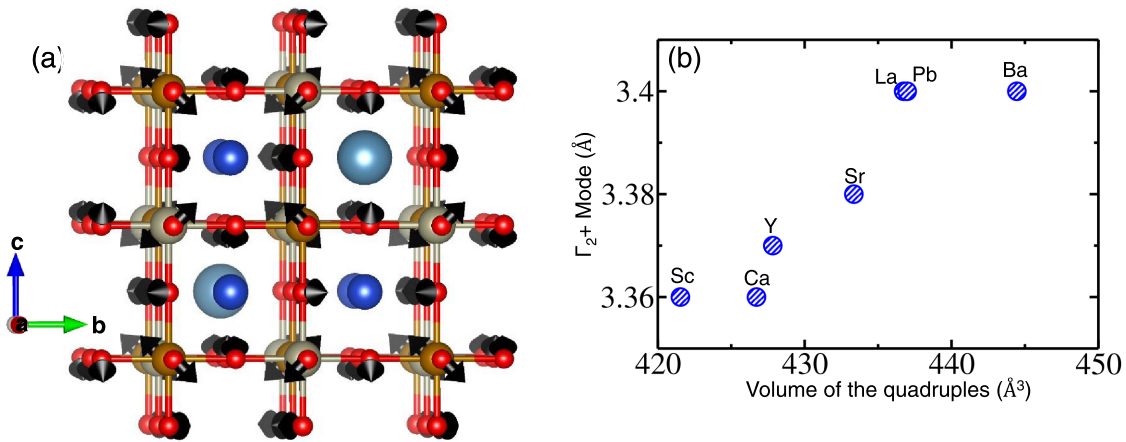 (a)
c
a
b
(b)
Γ₂+ Mode (Å)
3.4
3.38
3.36
La
Pb
Ba
Sr
Y
Sc
Ca
420
430
440
450
Volume of the quadruples (Å³)